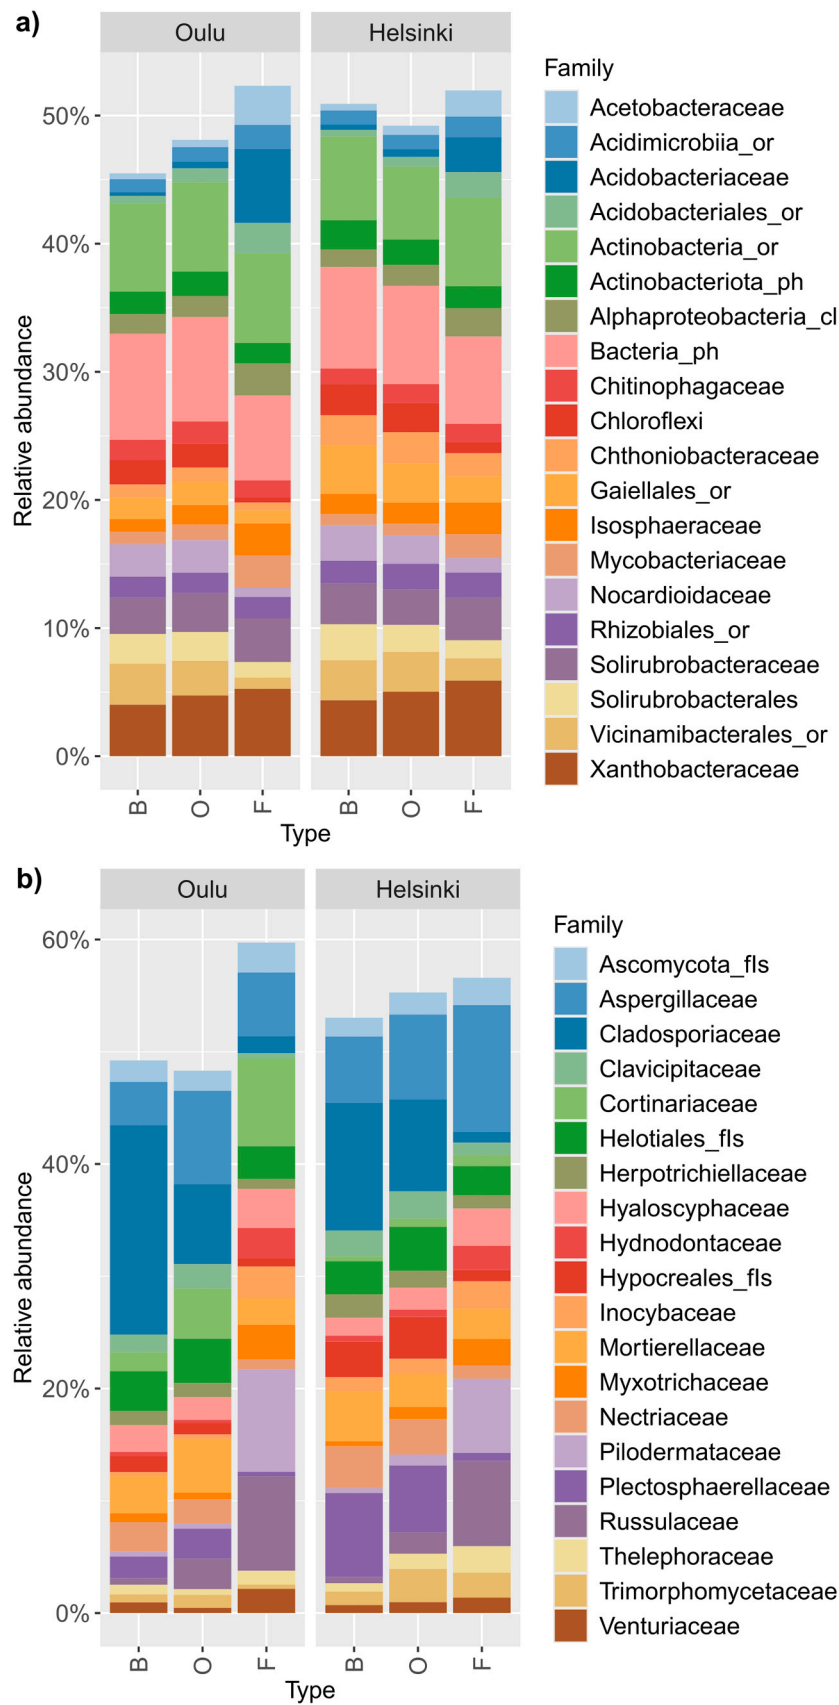 a)
Oulu
Helsinki
50%
40%
30%
20%
10%
0%
Relative abundance
B
O
F
B
O
F
Type
Family
Acetobacteraceae
Acidimicrobiia_or
Acidobacteriaceae
Acidobacteriales_or
Actinobacteria_or
Actinobacteriota_ph
Alphaproteobacteria_cl
Bacteria_ph
Chitinophagaceae
Chloroflexi
Chthoniobacteraceae
Gaiellales_or
Isosphaeraceae
Mycobacteriaceae
Nocardioidaceae
Rhizobiales_or
Solirubrobacteraceae
Solirubrobacterales
Vicinamibacterales_or
Xanthobacteraceae
b)
Oulu
Helsinki
60%
40%
20%
0%
Relative abundance
B
O
F
B
O
F
Type
Family
Ascomycota_fls
Aspergillaceae
Cladosporiaceae
Clavicipitaceae
Cortinariaceae
Helotiales_fls
Herpotrichiellaceae
Hyaloscyphaceae
Hydnodontaceae
Hypocreales_fls
Inocybaceae
Mortierellaceae
Myxotrichaceae
Nectriaceae
Pilodermataceae
Plectosphaerellaceae
Russulaceae
Thelephoraceae
Trimorphomycetaceae
Venturiaceae